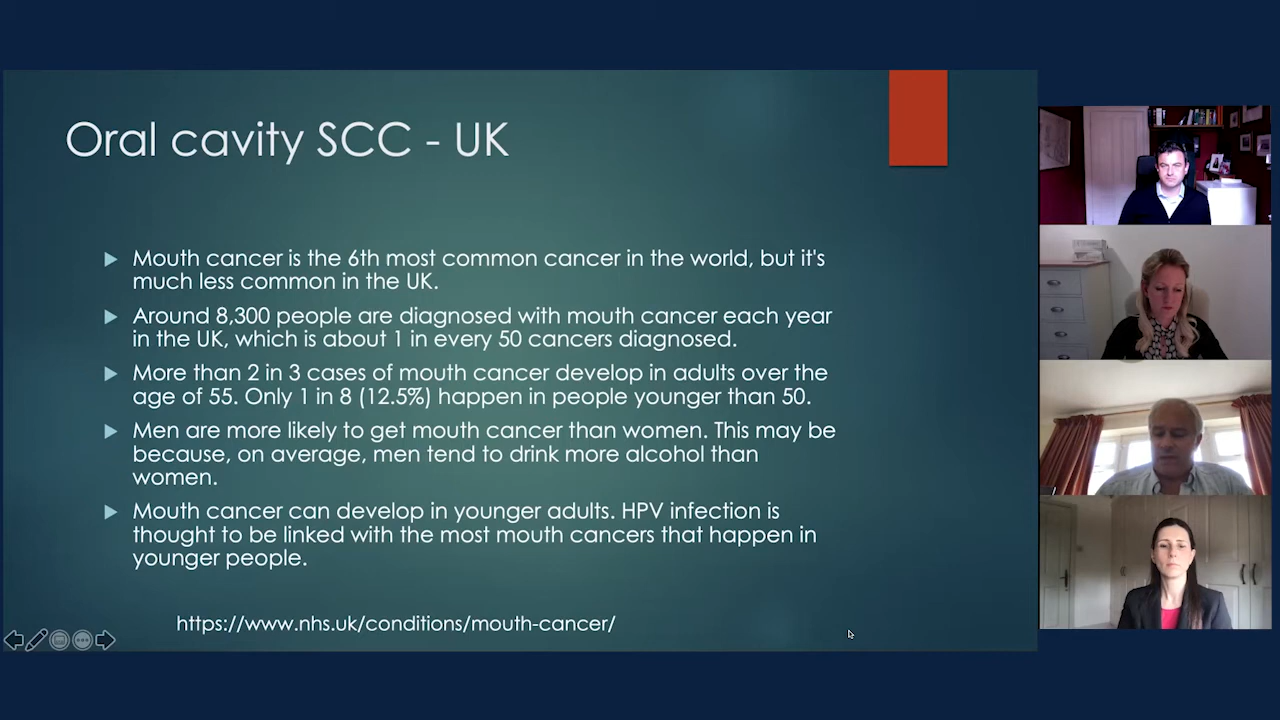 Oral cavity SCC - UK
Mouth cancer is the 6th most common cancer in the world, but it's
much less common in the UK.
Around 8,300 people are diagnosed with mouth cancer each year
in the UK, which is about 1 in every 50 cancers diagnosed.
More than 2 in 3 cases of mouth cancer develop in adults over the
age of 55. Only 1 in 8 (12.5%) happen in people younger than 50.
Men are more likely to get mouth cancer than women. This may be
because, on average, men tend to drink more alcohol than
women.
Mouth cancer can develop in younger adults. HPV infection is
thought to be linked with the most mouth cancers that happen in
younger people.
https://www.nhs.uk/conditions/mouth-cancer/